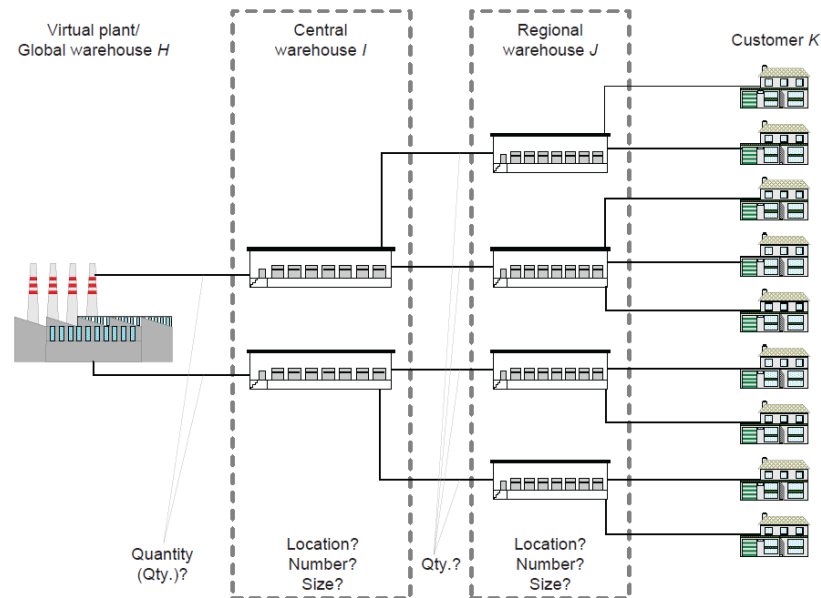 Virtual plant/
Global warehouse H
Central
warehouse I
Regional
warehouse J
Customer K
Quantity
(Qty.)?
Location?
Number?
Size?
Qty.?
Location?
Number?
Size?